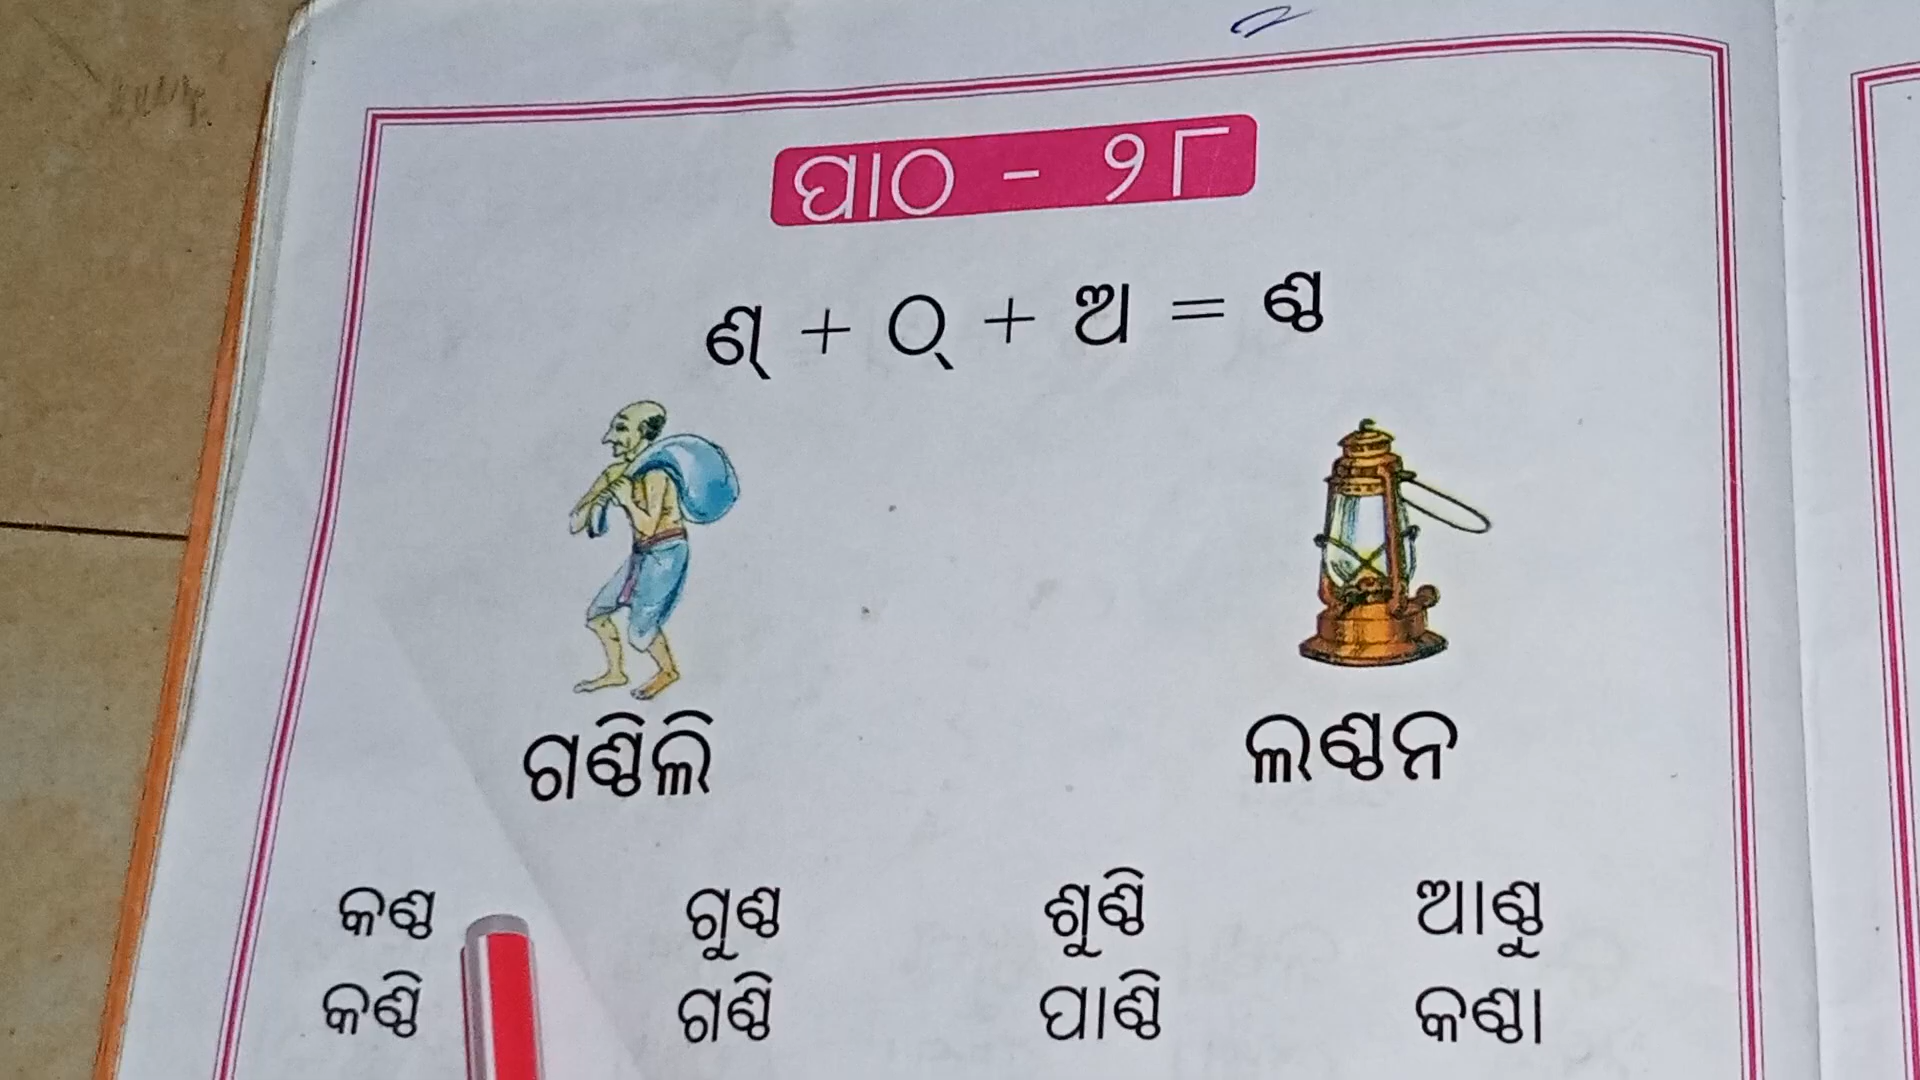 ପାଠ - ୨୮
ଣ୍ + ଠ୍ + ଅ = ଣ୍ଠ
ଗଣ୍ଠିଲି ଲଣ୍ଠନ
କଣ୍ଠ ଗୁଣ୍ଠ ଶୁଣ୍ଠି ଆଣ୍ଠୁ
କଣ୍ଠି ଗଣ୍ଠି ପାଣ୍ଠି କଣ୍ଠା